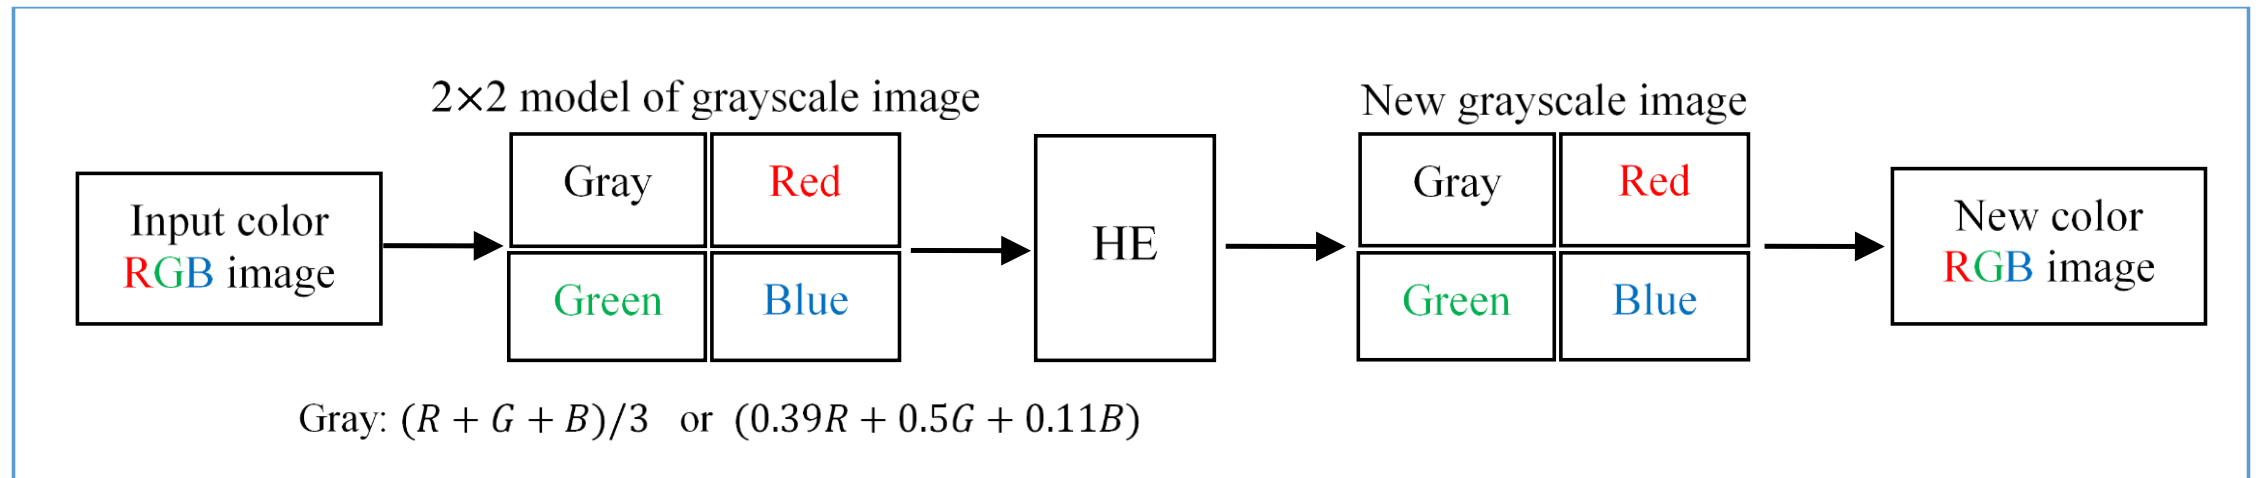 2×2 model of grayscale image
New grayscale image
Input color
RGB image
Gray
Red
Green
Blue
HE
Gray
Red
Green
Blue
New color
RGB image
Gray: (R + G + B)/3 or (0.39R + 0.5G + 0.11B)